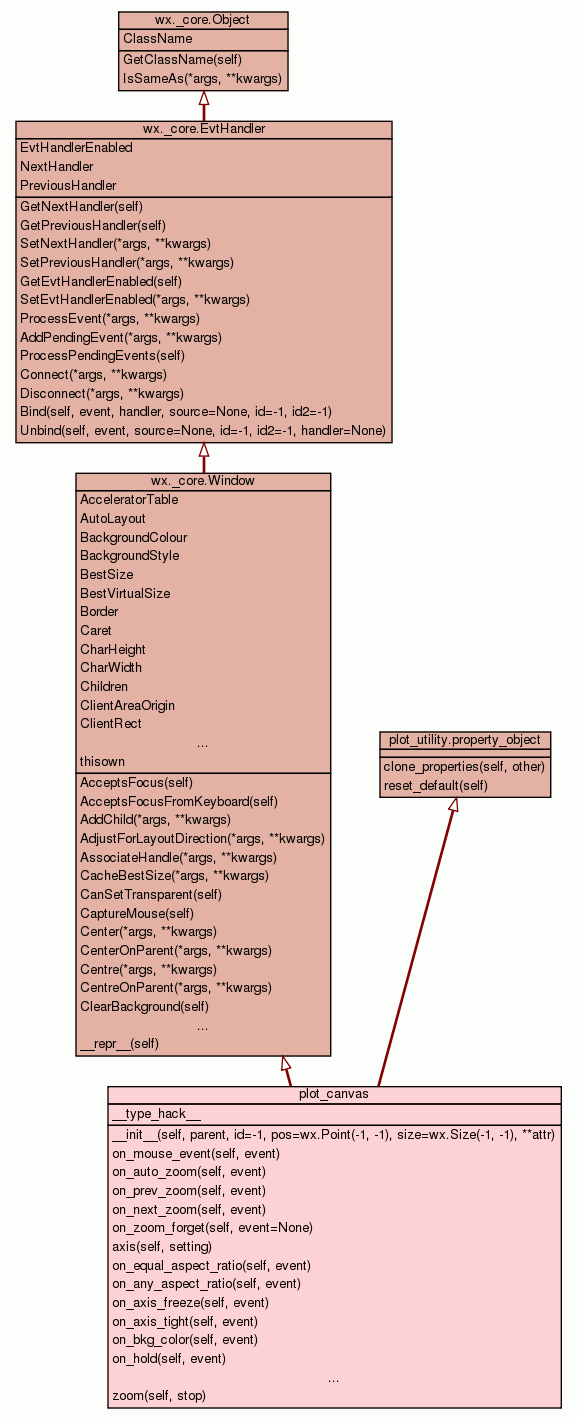 wx._core.Object
ClassName
GetClassName(self)
IsSameAs(*args, **kwargs)
wx._core.EvtHandler
EvtHandlerEnabled
NextHandler
PreviousHandler
GetNextHandler(self)
GetPreviousHandler(self)
SetNextHandler(*args, **kwargs)
SetPreviousHandler(*args, **kwargs)
GetEvtHandlerEnabled(self)
SetEvtHandlerEnabled(*args, **kwargs)
ProcessEvent(*args, **kwargs)
AddPendingEvent(*args, **kwargs)
ProcessPendingEvents(self)
Connect(*args, **kwargs)
Disconnect(*args, **kwargs)
Bind(self, event, handler, source=None, id=-1, id2=-1)
Unbind(self, event, source=None, id=-1, id2=-1, handler=None)
wx._core.Window
AcceleratorTable
AutoLayout
BackgroundColour
BackgroundStyle
BestSize
BestVirtualSize
Border
Caret
CharHeight
CharWidth
Children
ClientAreaOrigin
ClientRect
...
thisown
AcceptsFocus(self)
AcceptsFocusFromKeyboard(self)
AddChild(*args, **kwargs)
AdjustForLayoutDirection(*args, **kwargs)
AssociateHandle(*args, **kwargs)
CacheBestSize(*args, **kwargs)
CanSetTransparent(self)
CaptureMouse(self)
Center(*args, **kwargs)
CenterOnParent(*args, **kwargs)
Centre(*args, **kwargs)
CentreOnParent(*args, **kwargs)
ClearBackground(self)
...
__repr__(self)
plot_utility.property_object
clone_properties(self, other)
reset_default(self)
plot_canvas
__type_hack__
__init__(self, parent, id=-1, pos=wx.Point(-1, -1), size=wx.Size(-1, -1), **attr)
on_mouse_event(self, event)
on_auto_zoom(self, event)
on_prev_zoom(self, event)
on_next_zoom(self, event)
on_zoom_forget(self, event=None)
axis(self, setting)
on_equal_aspect_ratio(self, event)
on_any_aspect_ratio(self, event)
on_axis_freeze(self, event)
on_axis_tight(self, event)
on_bkg_color(self, event)
on_hold(self, event)
...
zoom(self, stop)